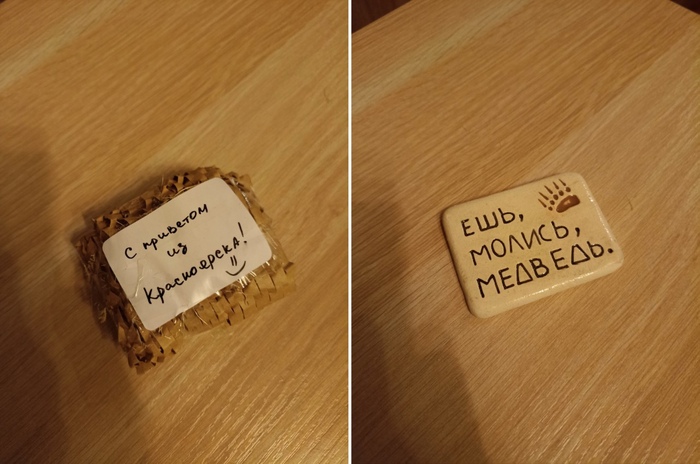 С приветом
из
Красноярска!
ЕШЬ,
МОЛИСЬ,
МЕДВЕДЬ.